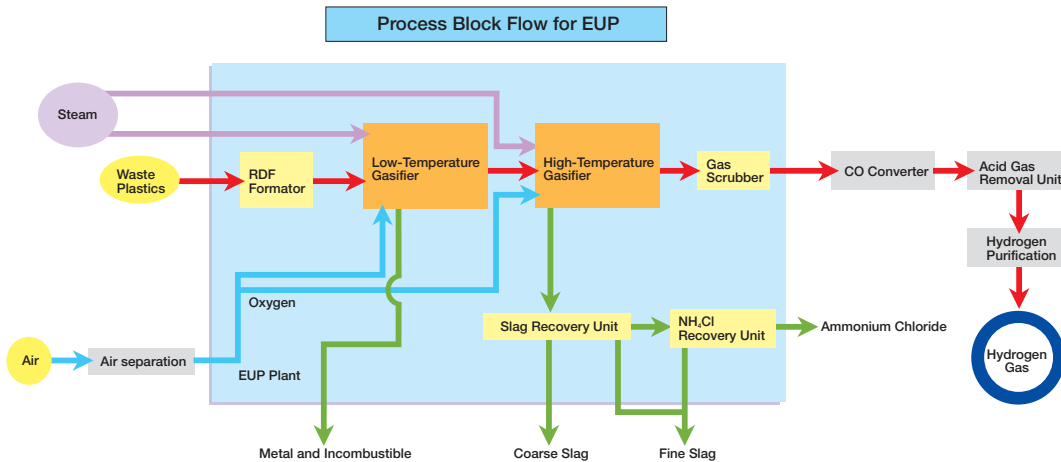 Process Block Flow for EUP
Steam
Waste
Plastics
RDF
Formator
Low-Temperature
Gasifier
High-Temperature
Gasifier
Gas
Scrubber
CO Converter
Acid Gas
Removal Unit
Hydrogen
Purification
Hydrogen
Gas
Oxygen
Slag Recovery Unit
NH₄Cl
Recovery Unit
Ammonium Chloride
Air
Air separation
EUP Plant
Metal and Incombustible
Coarse Slag
Fine Slag